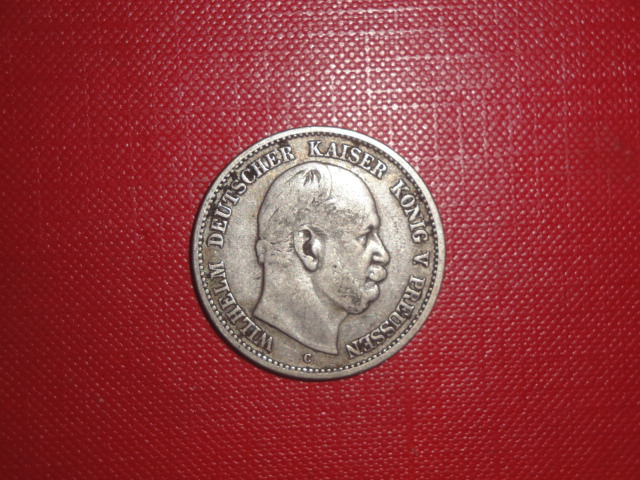 WILHELM DEUTSCHER KAISER KÖNIG V PREUSSEN
C